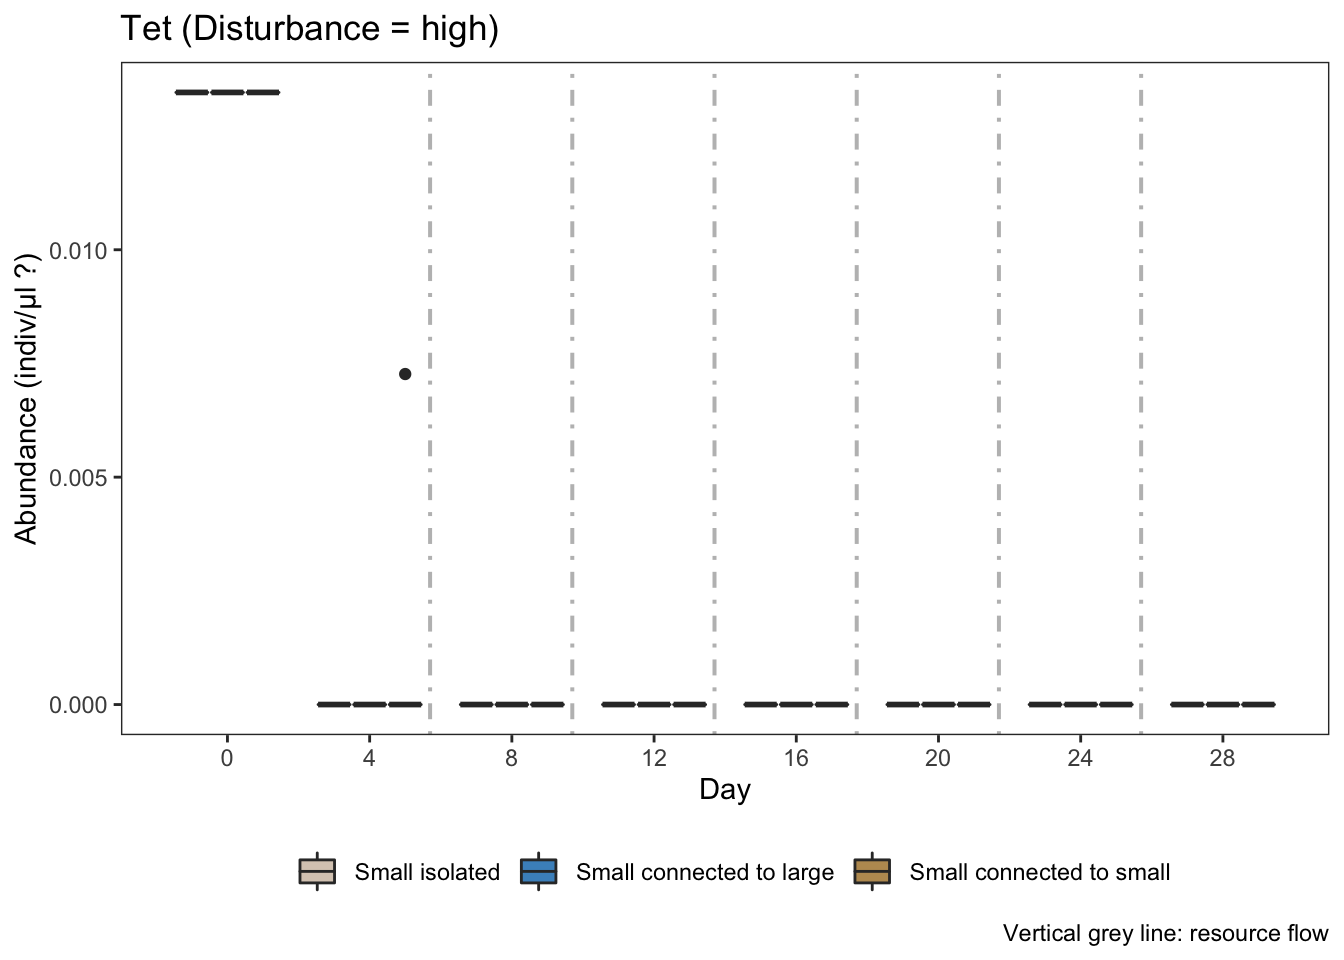 Tet (Disturbance = high)
Abundance (indiv/μl ?)
0.010
0.005
0.000
0 4 8 12 16 20 24 28
Day
Small isolated Small connected to large Small connected to small
Vertical grey line: resource flow